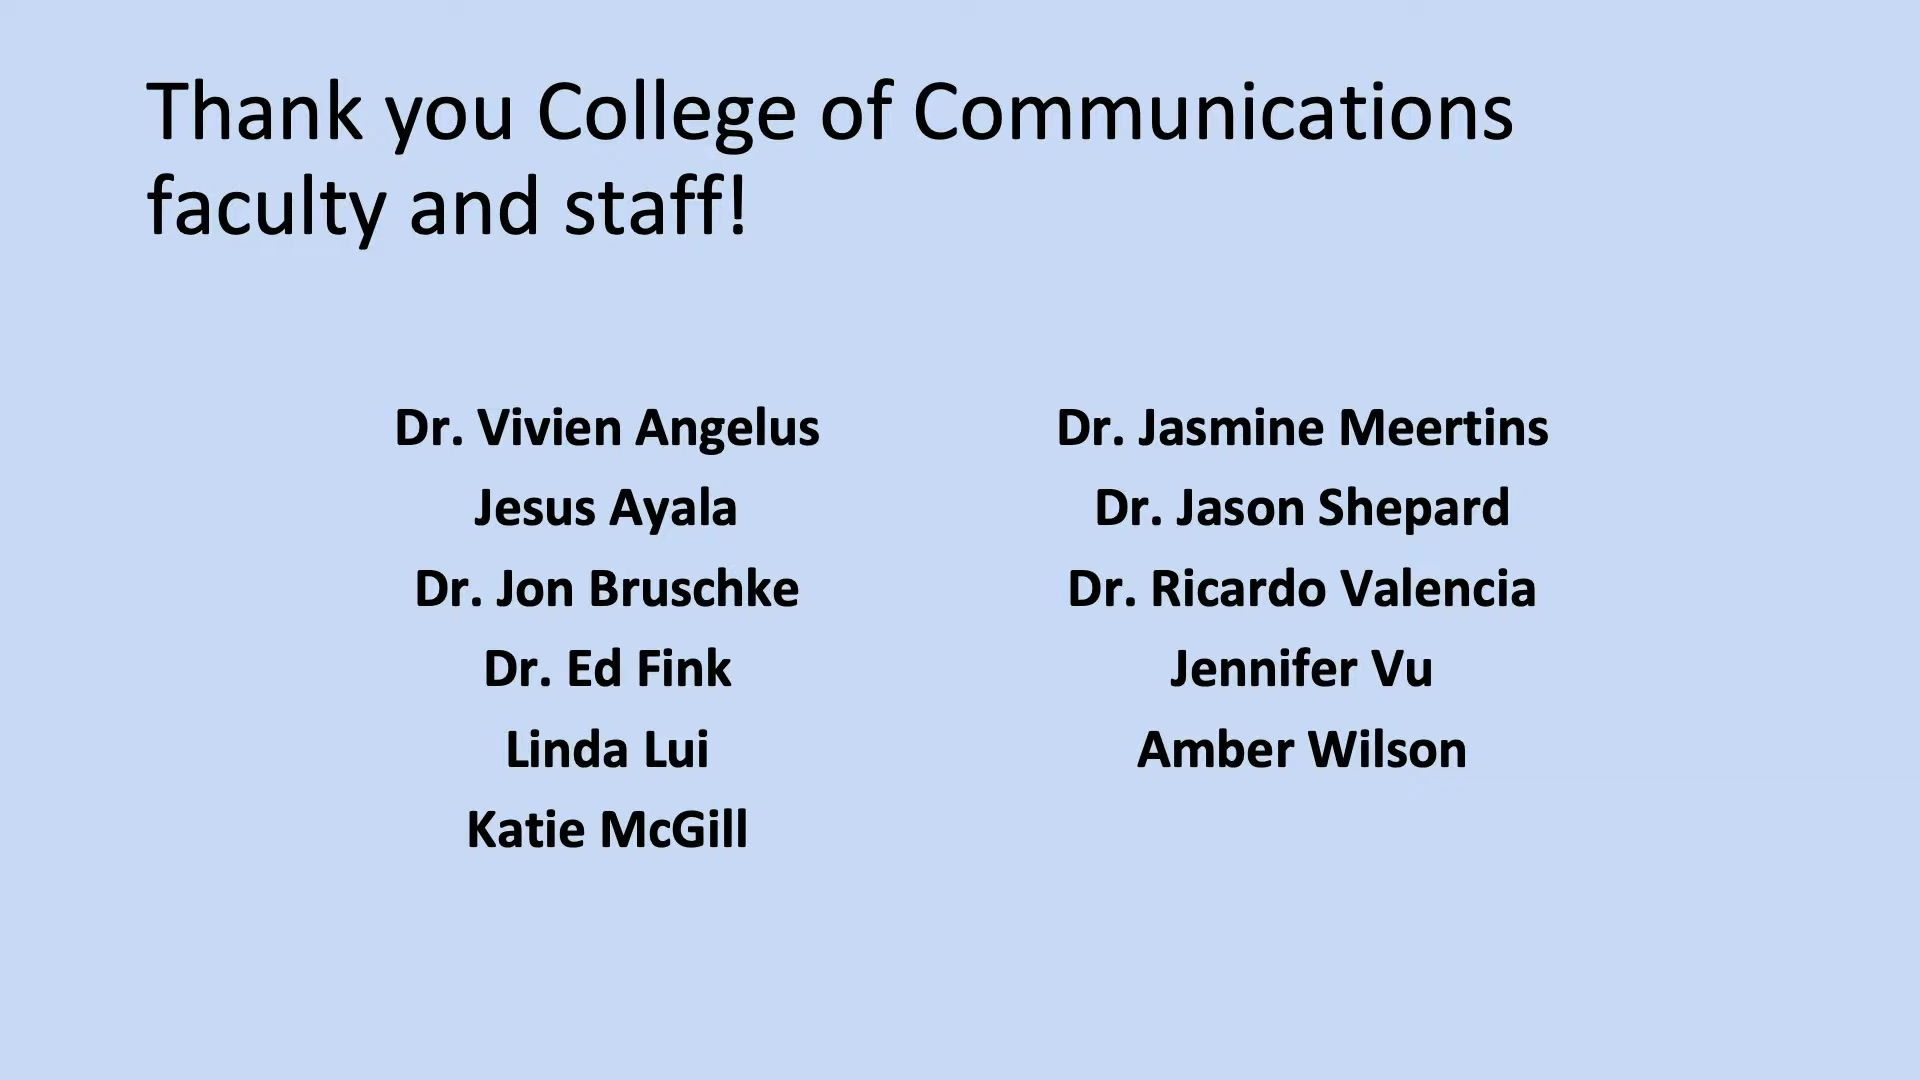 Thank you College of Communications
faculty and staff!
Dr. Vivien Angelus
Jesus Ayala
Dr. Jon Bruschke
Dr. Ed Fink
Linda Lui
Katie McGill
Dr. Jasmine Meertins
Dr. Jason Shepard
Dr. Ricardo Valencia
Jennifer Vu
Amber Wilson